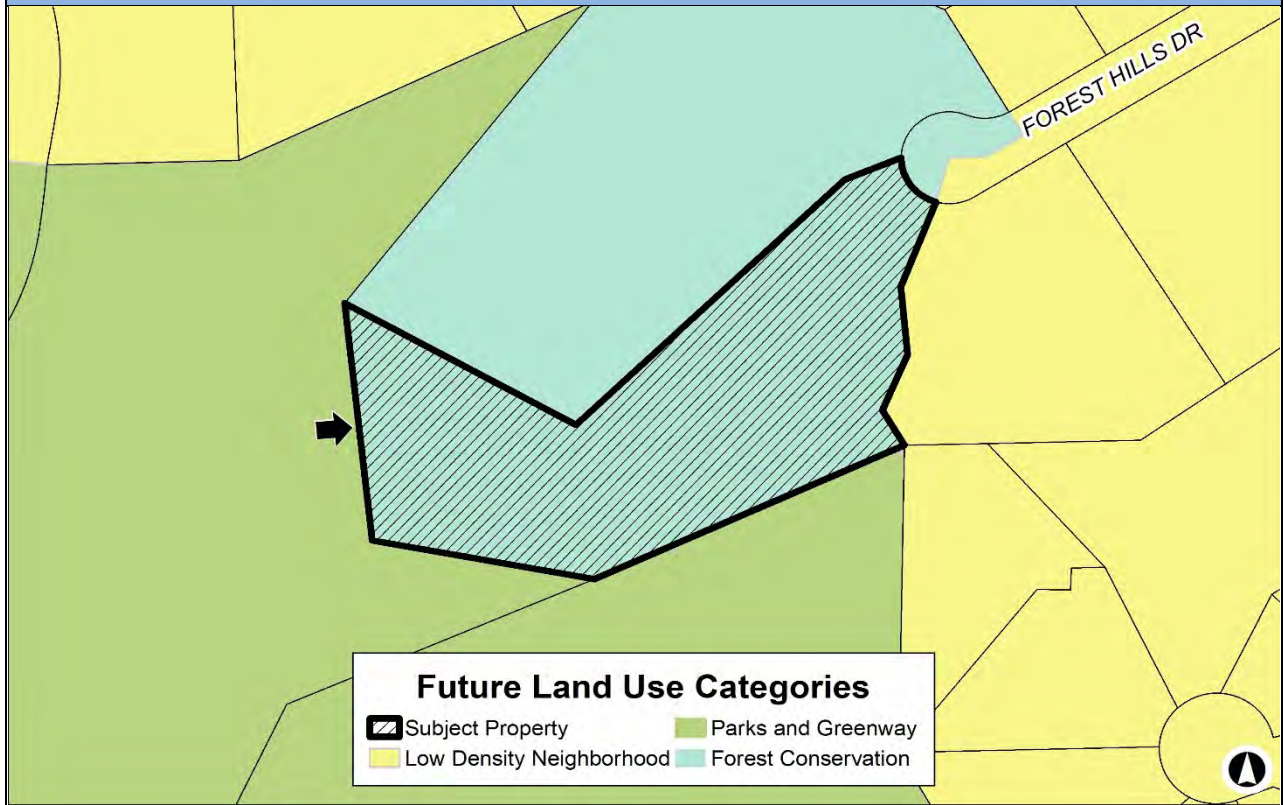 FOREST HILLS DR
Future Land Use Categories
Subject Property
Parks and Greenway
Low Density Neighborhood
Forest Conservation